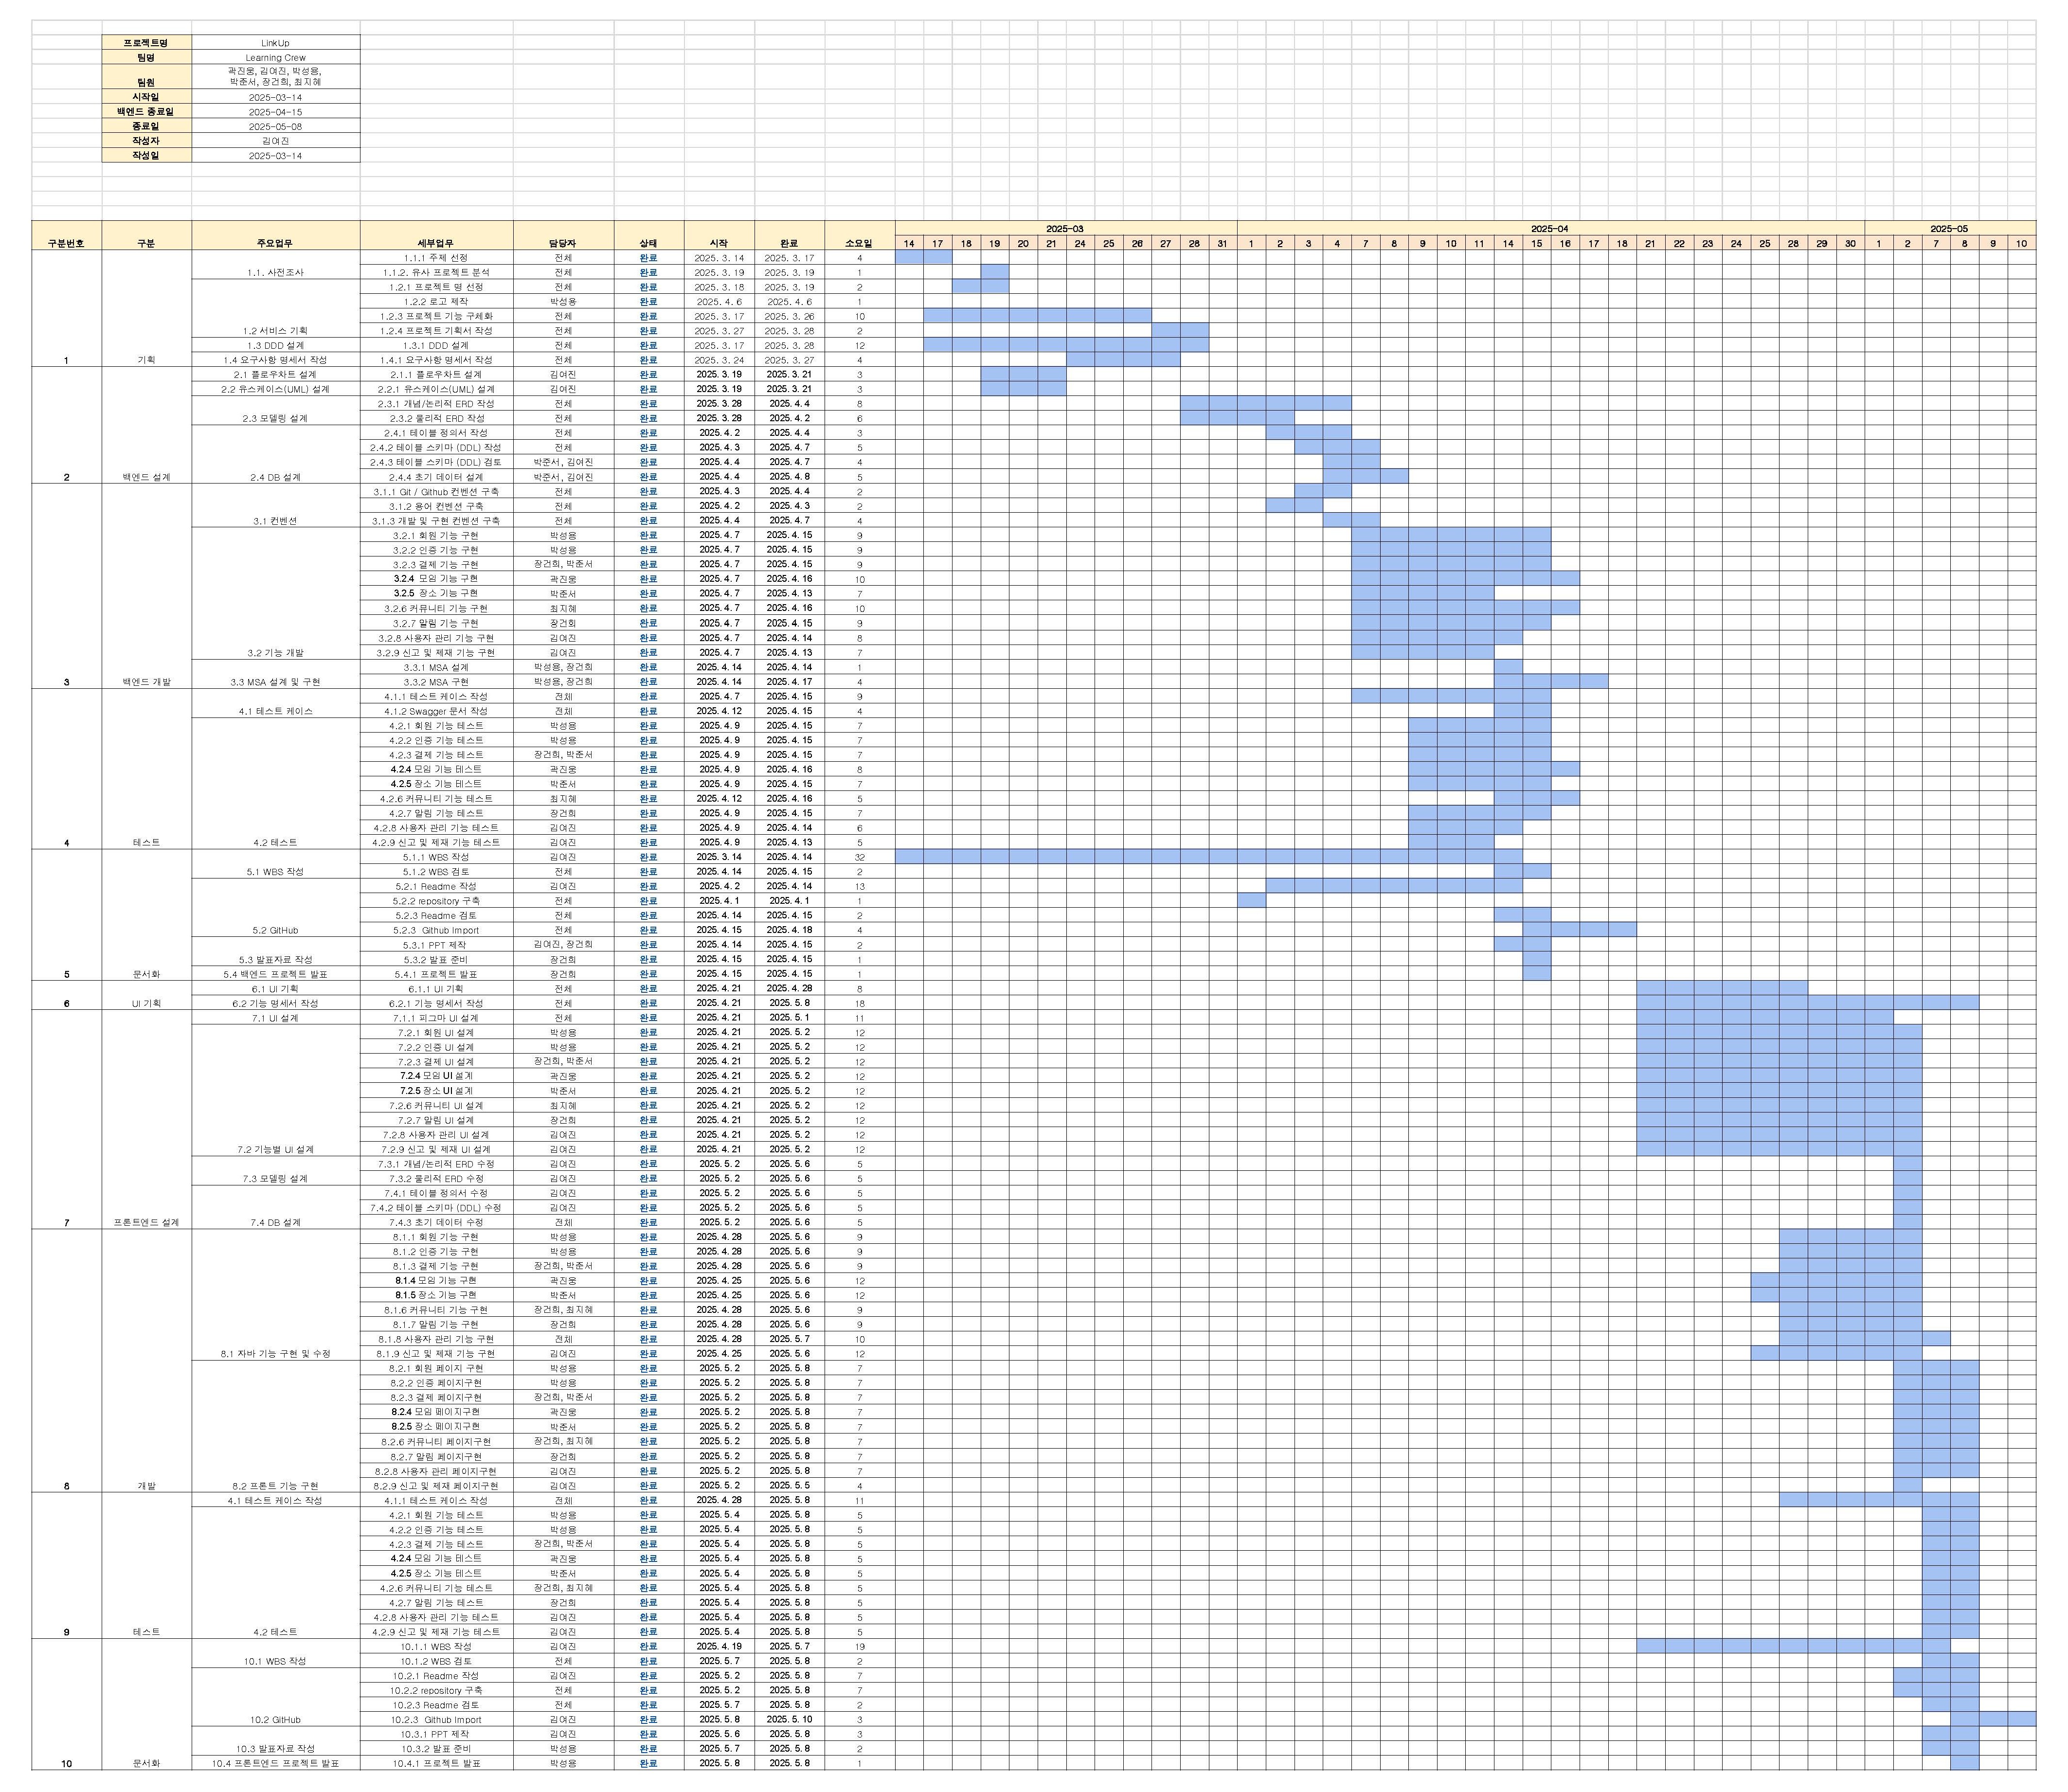 프로젝트명 LinkUp
팀명 Learning Crew
팀원 곽진웅, 김여진, 박성용, 박준서, 장건희, 최지혜
시작일 2025-03-14
백엔드 종료일 2025-04-15
종료일 2025-05-08
작성자 김여진
작성일 2025-03-14
2025-03 2025-04 2025-05
구분번호 구분 주요업무 세부업무 담당자 상태 시작 완료 소요일 14 17 18 19 20 21 24 25 26 27 28 31 1 2 3 4 7 8 9 10 11 14 15 16 17 18 21 22 23 24 25 28 29 30 1 2 7 8 9 10
1.1.1 주제 선정 전체 완료 2025. 3. 14 2025. 3. 17 4
1.1. 사전조사 1.1.2. 유사 프로젝트 분석 전체 완료 2025. 3. 19 2025. 3. 19 1
1.2.1 프로젝트 명 선정 전체 완료 2025. 3. 18 2025. 3. 19 2
1.2.2 로고 제작 박성용 완료 2025. 4. 6 2025. 4. 6 1
1.2.3 프로젝트 기능 구체화 전체 완료 2025. 3. 17 2025. 3. 26 10
1.2 서비스 기획 1.2.4 프로젝트 기획서 작성 전체 완료 2025. 3. 27 2025. 3. 28 2
1.3 DDD 설계 1.3.1 DDD 설계 전체 완료 2025. 3. 17 2025. 3. 28 12
1 기획 1.4 요구사항 명세서 작성 1.4.1 요구사항 명세서 작성 전체 완료 2025. 3. 24 2025. 3. 27 4
2.1 플로우차트 설계 2.1.1 플로우차트 설계 김여진 완료 2025. 3. 19 2025. 3. 21 3
2.2 유스케이스(UML) 설계 2.2.1 유스케이스(UML) 설계 김여진 완료 2025. 3. 19 2025. 3. 21 3
2.3.1 개념/논리적 ERD 작성 전체 완료 2025. 3. 28 2025. 4. 4 8
2.3 모델링 설계 2.3.2 물리적 ERD 작성 전체 완료 2025. 3. 28 2025. 4. 2 6
2.4.1 테이블 정의서 작성 전체 완료 2025. 4. 2 2025. 4. 4 3
2.4.2 테이블 스키마 (DDL) 작성 전체 완료 2025. 4. 3 2025. 4. 7 5
2.4.3 테이블 스키마 (DDL) 검토 박준서, 김여진 완료 2025. 4. 4 2025. 4. 7 4
2 백엔드 설계 2.4 DB 설계 2.4.4 초기 데이터 설계 박준서, 김여진 완료 2025. 4. 4 2025. 4. 8 5
3.1.1 Git / Github 컨벤션 구축 전체 완료 2025. 4. 3 2025. 4. 4 2
3.1.2 용어 컨벤션 구축 전체 완료 2025. 4. 2 2025. 4. 3 2
3.1 컨벤션 3.1.3 개발 및 구현 컨벤션 구축 전체 완료 2025. 4. 4 2025. 4. 7 4
3.2.1 회원 기능 구현 박성용 완료 2025. 4. 7 2025. 4. 15 9
3.2.2 인증 기능 구현 박성용 완료 2025. 4. 7 2025. 4. 15 9
3.2.3 결제 기능 구현 장건희, 박준서 완료 2025. 4. 7 2025. 4. 15 9
3.2.4 모임 기능 구현 곽진웅 완료 2025. 4. 7 2025. 4. 16 10
3.2.5 장소 기능 구현 박준서 완료 2025. 4. 7 2025. 4. 13 7
3.2.6 커뮤니티 기능 구현 최지혜 완료 2025. 4. 7 2025. 4. 16 10
3.2.7 알림 기능 구현 장건희 완료 2025. 4. 7 2025. 4. 15 9
3.2.8 사용자 관리 기능 구현 김여진 완료 2025. 4. 7 2025. 4. 14 8
3.2 기능 개발 3.2.9 신고 및 제재 기능 구현 김여진 완료 2025. 4. 7 2025. 4. 13 7
3.3.1 MSA 설계 박성용, 장건희 완료 2025. 4. 14 2025. 4. 14 1
3 백엔드 개발 3.3 MSA 설계 및 구현 3.3.2 MSA 구현 박성용, 장건희 완료 2025. 4. 14 2025. 4. 17 4
4.1.1 테스트 케이스 작성 전체 완료 2025. 4. 7 2025. 4. 15 9
4.1 테스트 케이스 4.1.2 Swagger 문서 작성 전체 완료 2025. 4. 12 2025. 4. 15 4
4.2.1 회원 기능 테스트 박성용 완료 2025. 4. 9 2025. 4. 15 7
4.2.2 인증 기능 테스트 박성용 완료 2025. 4. 9 2025. 4. 15 7
4.2.3 결제 기능 테스트 장건희, 박준서 완료 2025. 4. 9 2025. 4. 15 7
4.2.4 모임 기능 테스트 곽진웅 완료 2025. 4. 9 2025. 4. 16 8
4.2.5 장소 기능 테스트 박준서 완료 2025. 4. 9 2025. 4. 15 7
4.2.6 커뮤니티 기능 테스트 최지혜 완료 2025. 4. 12 2025. 4. 16 5
4.2.7 알림 기능 테스트 장건희 완료 2025. 4. 9 2025. 4. 15 7
4.2.8 사용자 관리 기능 테스트 김여진 완료 2025. 4. 9 2025. 4. 14 6
4 테스트 4.2 테스트 4.2.9 신고 및 제재 기능 테스트 김여진 완료 2025. 4. 9 2025. 4. 13 5
5.1.1 WBS 작성 김여진 완료 2025. 3. 14 2025. 4. 14 32
5.1 WBS 작성 5.1.2 WBS 검토 전체 완료 2025. 4. 14 2025. 4. 15 2
5.2.1 Readme 작성 김여진 완료 2025. 4. 2 2025. 4. 14 13
5.2.2 repository 구축 전체 완료 2025. 4. 1 2025. 4. 1 1
5.2.3 Readme 검토 전체 완료 2025. 4. 14 2025. 4. 15 2
5.2 GitHub 5.2.3 Github Import 전체 완료 2025. 4. 15 2025. 4. 18 4
5.3.1 PPT 제작 김여진, 장건희 완료 2025. 4. 14 2025. 4. 15 2
5.3 발표자료 작성 5.3.2 발표 준비 장건희 완료 2025. 4. 15 2025. 4. 15 1
5 문서화 5.4 백엔드 프로젝트 발표 5.4.1 프로젝트 발표 장건희 완료 2025. 4. 15 2025. 4. 15 1
6.1 UI 기획 6.1.1 UI 기획 전체 완료 2025. 4. 21 2025. 4. 28 8
6 UI 기획 6.2 기능 명세서 작성 6.2.1 기능 명세서 작성 전체 완료 2025. 4. 21 2025. 5. 8 18
7.1 UI 설계 7.1.1 피그마 UI 설계 전체 완료 2025. 4. 21 2025. 5. 1 11
7.2.1 회원 UI 설계 박성용 완료 2025. 4. 21 2025. 5. 2 12
7.2.2 인증 UI 설계 박성용 완료 2025. 4. 21 2025. 5. 2 12
7.2.3 결제 UI 설계 장건희, 박준서 완료 2025. 4. 21 2025. 5. 2 12
7.2.4 모임 UI 설계 곽진웅 완료 2025. 4. 21 2025. 5. 2 12
7.2.5 장소 UI 설계 박준서 완료 2025. 4. 21 2025. 5. 2 12
7.2.6 커뮤니티 UI 설계 최지혜 완료 2025. 4. 21 2025. 5. 2 12
7.2.7 알림 UI 설계 장건희 완료 2025. 4. 21 2025. 5. 2 12
7.2.8 사용자 관리 UI 설계 김여진 완료 2025. 4. 21 2025. 5. 2 12
7.2 기능별 UI 설계 7.2.9 신고 및 제재 UI 설계 김여진 완료 2025. 4. 21 2025. 5. 2 12
7.3.1 개념/논리적 ERD 수정 김여진 완료 2025. 5. 2 2025. 5. 6 5
7.3 모델링 설계 7.3.2 물리적 ERD 수정 김여진 완료 2025. 5. 2 2025. 5. 6 5
7.4.1 테이블 정의서 수정 김여진 완료 2025. 5. 2 2025. 5. 6 5
7.4.2 테이블 스키마 (DDL) 수정 김여진 완료 2025. 5. 2 2025. 5. 6 5
7 프론트엔드 설계 7.4 DB 설계 7.4.3 초기 데이터 수정 전체 완료 2025. 5. 2 2025. 5. 6 5
8.1.1 회원 기능 구현 박성용 완료 2025. 4. 28 2025. 5. 6 9
8.1.2 인증 기능 구현 박성용 완료 2025. 4. 28 2025. 5. 6 9
8.1.3 결제 기능 구현 장건희, 박준서 완료 2025. 4. 28 2025. 5. 6 9
8.1.4 모임 기능 구현 곽진웅 완료 2025. 4. 25 2025. 5. 6 12
8.1.5 장소 기능 구현 박준서 완료 2025. 4. 25 2025. 5. 6 12
8.1.6 커뮤니티 기능 구현 장건희, 최지혜 완료 2025. 4. 28 2025. 5. 6 9
8.1.7 알림 기능 구현 장건희 완료 2025. 4. 28 2025. 5. 6 9
8.1.8 사용자 관리 기능 구현 전체 완료 2025. 4. 28 2025. 5. 7 10
8.1 자바 기능 구현 및 수정 8.1.9 신고 및 제재 기능 구현 김여진 완료 2025. 4. 25 2025. 5. 6 12
8.2.1 회원 페이지 구현 박성용 완료 2025. 5. 2 2025. 5. 8 7
8.2.2 인증 페이지구현 박성용 완료 2025. 5. 2 2025. 5. 8 7
8.2.3 결제 페이지구현 장건희, 박준서 완료 2025. 5. 2 2025. 5. 8 7
8.2.4 모임 페이지구현 곽진웅 완료 2025. 5. 2 2025. 5. 8 7
8.2.5 장소 페이지구현 박준서 완료 2025. 5. 2 2025. 5. 8 7
8.2.6 커뮤니티 페이지구현 장건희, 최지혜 완료 2025. 5. 2 2025. 5. 8 7
8.2.7 알림 페이지구현 장건희 완료 2025. 5. 2 2025. 5. 8 7
8.2.8 사용자 관리 페이지구현 김여진 완료 2025. 5. 2 2025. 5. 8 7
8 개발 8.2 프론트 기능 구현 8.2.9 신고 및 제재 페이지구현 김여진 완료 2025. 5. 2 2025. 5. 5 4
4.1 테스트 케이스 작성 4.1.1 테스트 케이스 작성 전체 완료 2025. 4. 28 2025. 5. 8 11
4.2.1 회원 기능 테스트 박성용 완료 2025. 5. 4 2025. 5. 8 5
4.2.2 인증 기능 테스트 박성용 완료 2025. 5. 4 2025. 5. 8 5
4.2.3 결제 기능 테스트 장건희, 박준서 완료 2025. 5. 4 2025. 5. 8 5
4.2.4 모임 기능 테스트 곽진웅 완료 2025. 5. 4 2025. 5. 8 5
4.2.5 장소 기능 테스트 박준서 완료 2025. 5. 4 2025. 5. 8 5
4.2.6 커뮤니티 기능 테스트 장건희, 최지혜 완료 2025. 5. 4 2025. 5. 8 5
4.2.7 알림 기능 테스트 장건희 완료 2025. 5. 4 2025. 5. 8 5
4.2.8 사용자 관리 기능 테스트 김여진 완료 2025. 5. 4 2025. 5. 8 5
9 테스트 4.2 테스트 4.2.9 신고 및 제재 기능 테스트 김여진 완료 2025. 5. 4 2025. 5. 8 5
10.1.1 WBS 작성 김여진 완료 2025. 4. 19 2025. 5. 7 19
10.1 WBS 작성 10.1.2 WBS 검토 전체 완료 2025. 5. 7 2025. 5. 8 2
10.2.1 Readme 작성 김여진 완료 2025. 5. 2 2025. 5. 8 7
10.2.2 repository 구축 전체 완료 2025. 5. 2 2025. 5. 8 7
10.2.3 Readme 검토 전체 완료 2025. 5. 7 2025. 5. 8 2
10.2 GitHub 10.2.3 Github Import 김여진 완료 2025. 5. 8 2025. 5. 10 3
10.3.1 PPT 제작 김여진 완료 2025. 5. 6 2025. 5. 8 3
10.3 발표자료 작성 10.3.2 발표 준비 박성용 완료 2025. 5. 7 2025. 5. 8 2
10 문서화 10.4 프론트엔드 프로젝트 발표 10.4.1 프로젝트 발표 박성용 완료 2025. 5. 8 2025. 5. 8 1